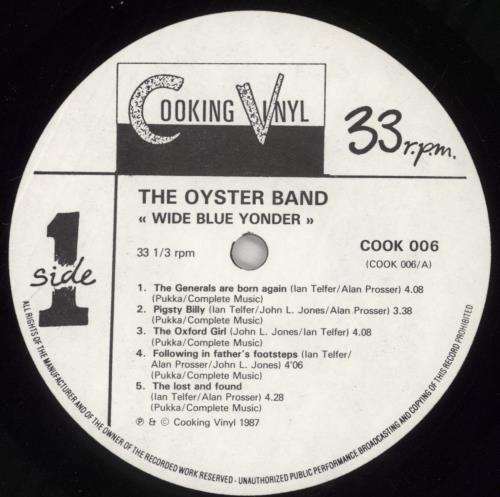 COOKING VINYL
33 r.p.m.
THE OYSTER BAND
« WIDE BLUE YONDER »
33 1/3 rpm
COOK 006
(COOK 006/A)
1 side
1. The Generals are born again (Ian Telfer/Alan Prosser) 4.08
(Pukka/Complete Music)
2. Pigsty Billy (Ian Telfer/John L. Jones/Alan Prosser) 3.38
(Pukka/Complete Music)
3. The Oxford Girl (John L. Jones/Ian Telfer) 4.08
(Pukka/Complete Music)
4. Following in father's footsteps (Ian Telfer/
Alan Prosser/John L. Jones) 4'06
(Pukka/Complete Music)
5. The lost and found
(Ian Telfer/Alan Prosser) 4.28
(Pukka/Complete Music)
℗ & © Cooking Vinyl 1987
ALL RIGHTS OF THE MANUFACTURER AND OF THE OWNER OF THE RECORDED WORK RESERVED - UNAUTHORIZED PUBLIC PERFORMANCE BROADCASTING AND COPYING OF THIS RECORD PROHIBITED